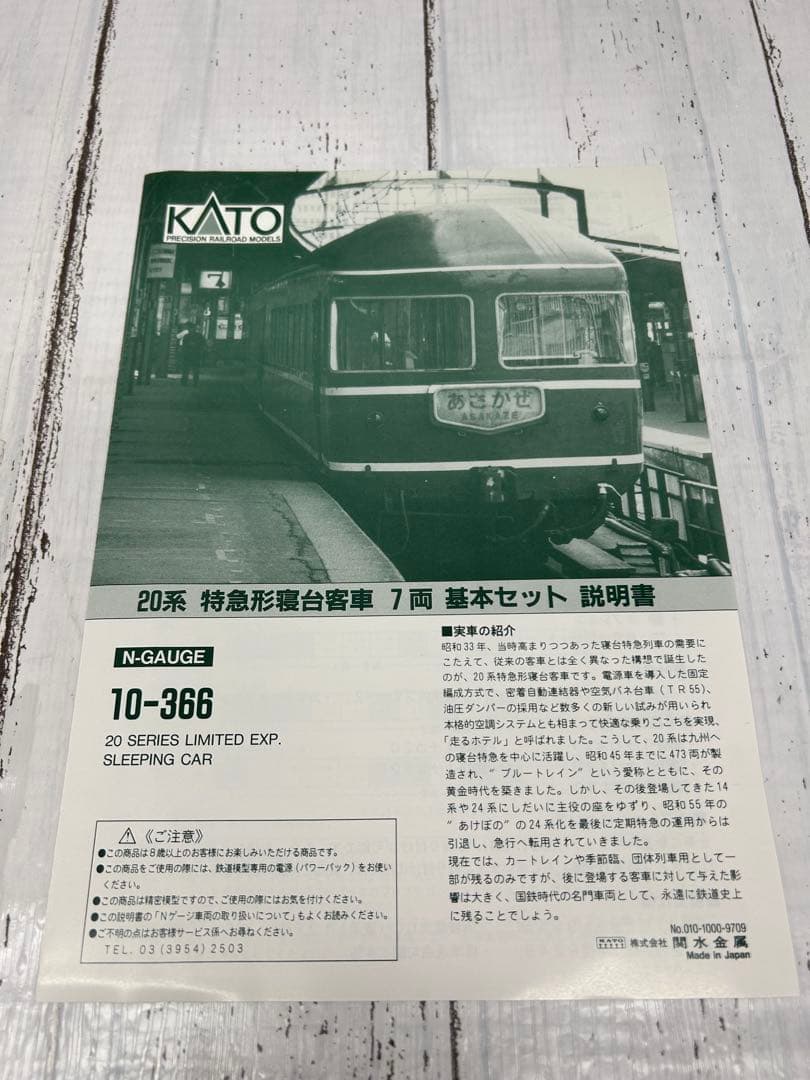 KATO
PRECISION RAILROAD MODELS
7
あさかぜ
ASAKAZE
20系 特急形寝台客車 7両 基本セット 説明書
N-GAUGE
10-366
20 SERIES LIMITED EXP.
SLEEPING CAR
■実車の紹介
昭和33年、当時高まりつつあった寝台特急列車の需要に
こたえて、従来の客車とは全く異なった構想で誕生した
のが、20系特急形寝台客車です。電源車を導入した固定
編成方式で、密着自動連結器や空気バネ台車(TR55)、
油圧ダンパーの採用など数多くの新しい試みが用いられ
本格的空調システムとも相まって快適な乗りごこちを実現、
「走るホテル」と呼ばれました。こうして、20系は九州へ
の寝台特急を中心に活躍し、昭和45年までに473両が製
造され、“ブルートレイン”という愛称とともに、その
黄金時代を築きました。しかし、その後登場してきた14
系や24系にしだいに主役の座をゆずり、昭和55年の
“あけぼの”の24系化を最後に定期特急の運用からは
引退し、急行へ転用されていきました。
現在では、カートレインや季節臨、団体列車用として一
部が残るのみですが、後に登場する客車に対して与えた影
響は大きく、国鉄時代の名門車両として、永遠に鉄道史上
に残ることでしょう。
⚠《ご注意》
●この商品は8歳以上のお客様にお楽しみいただける商品です。
●この商品をご使用の際には、鉄道模型専用の電源(パワーパック)をお使い
ください。
●この商品は精密模型ですので、ご使用の際にはお気を付けください。
●この説明書の「Nゲージ車両の取り扱いについて」もよくお読みください。
●ご不明の点はお客様サービス係へお尋ねください。
TEL. 03(3954)2503
No.010-1000-9709
KATO 株式会社 関水金属
Made in Japan